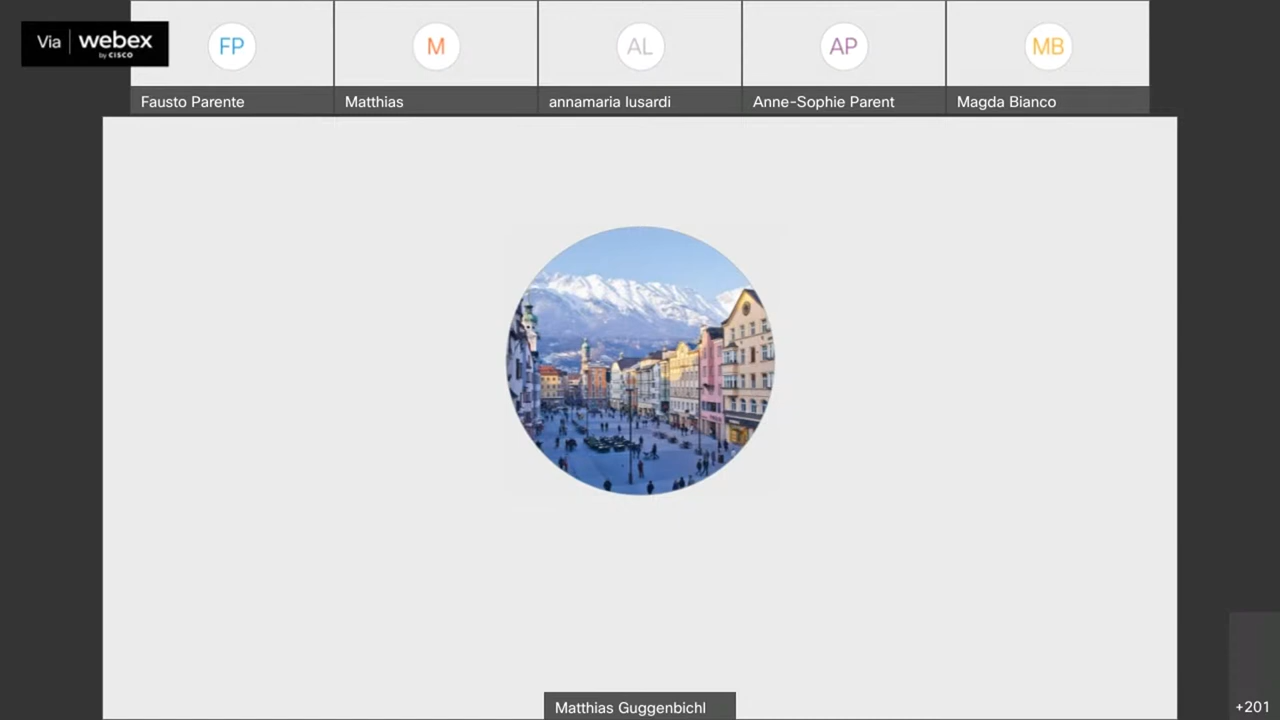 Via webex
by CISCO
FP
M
AL
AP
MB
Fausto Parente
Matthias
annamaria lusardi
Anne-Sophie Parent
Magda Bianco
Matthias Guggenbichl
+201